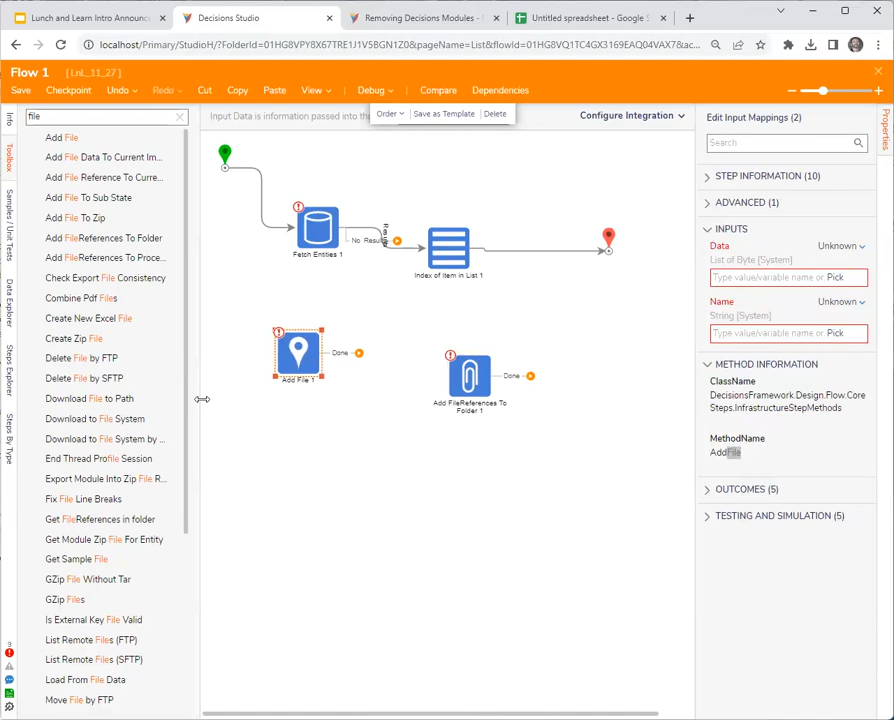 Lunch and Learn Intro Announce
Decisions Studio
Removing Decisions Modules -
Untitled spreadsheet - Google S
localhost/Primary/StudioH/?FolderId=01HG8VPY8X67TRE1J1V5BGN1Z0&pageName=List&flowId=01HG8VQ1TC4GX3169EAQ04VAX7&ac...
Flow 1 [LnL_11_27]
Save Checkpoint Undo Redo Cut Copy Paste View Debug Compare Dependencies
Order Save as Template Delete
file
Input Data is information passed into the
Configure Integration
Info
Toolbox
Samples / Unit Tests
Data Explorer
Steps Explorer
Steps By Type
3
Add File
Add File Data To Current Im...
Add File Reference To Curre...
Add File To Sub State
Add File To Zip
Add FileReferences To Folder
Add FileReferences To Proce...
Check Export File Consistency
Combine Pdf Files
Create New Excel File
Create Zip File
Delete File by FTP
Delete File by SFTP
Download File to Path
Download to File System
Download to File System by ...
End Thread Profile Session
Export Module Into Zip File R...
Fix File Line Breaks
Get FileReferences in folder
Get Module Zip File For Entity
Get Sample File
GZip File Without Tar
GZip Files
Is External Key File Valid
List Remote Files (FTP)
List Remote Files (SFTP)
Load From File Data
Move File by FTP
Fetch Entities 1
No Results
Index of Item in List 1
Add File 1
Done
Add FileReferences To
Folder 1
Done
Properties
Edit Input Mappings (2)
Search
STEP INFORMATION (10)
ADVANCED (1)
INPUTS
Data Unknown
List of Byte [System]
Type value/variable name or Pick
Name Unknown
String [System]
Type value/variable name or Pick
METHOD INFORMATION
ClassName
DecisionsFramework.Design.Flow.Core
Steps.InfrastructureStepMethods
MethodName
AddFile
OUTCOMES (5)
TESTING AND SIMULATION (5)